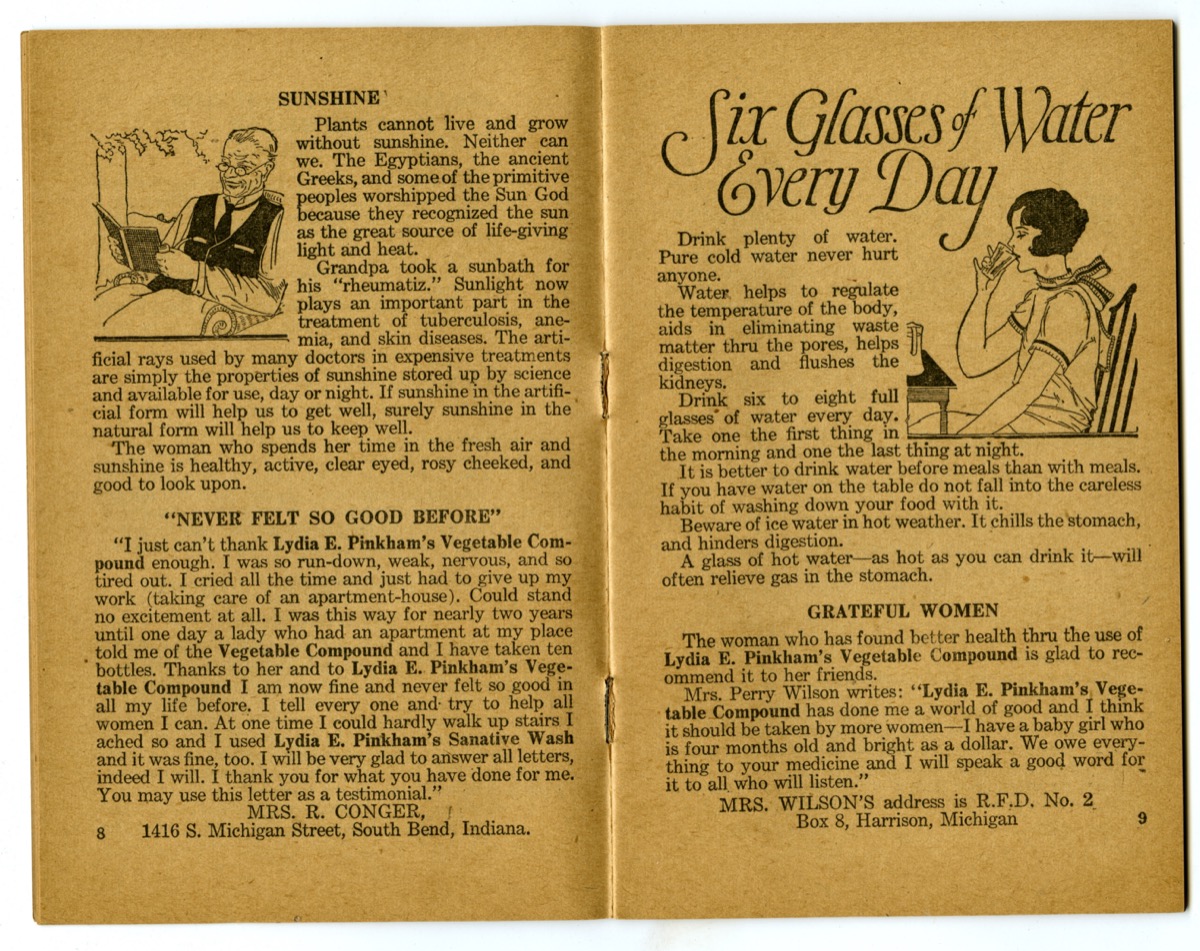 SUNSHINE
Plants cannot live and grow
without sunshine. Neither can
we. The Egyptians, the ancient
Greeks, and some of the primitive
peoples worshipped the Sun God
because they recognized the sun
as the great source of life-giving
light and heat.
Grandpa took a sunbath for
his "rheumatiz." Sunlight now
plays an important part in the
treatment of tuberculosis, ane-
mia, and skin diseases. The arti-
ficial rays used by many doctors in expensive treatments
are simply the properties of sunshine stored up by science
and available for use, day or night. If sunshine in the artifi-
cial form will help us to get well, surely sunshine in the
natural form will help us to keep well.
The woman who spends her time in the fresh air and
sunshine is healthy, active, clear eyed, rosy cheeked, and
good to look upon.
"NEVER FELT SO GOOD BEFORE"
"I just can't thank Lydia E. Pinkham's Vegetable Com-
pound enough. I was so run-down, weak, nervous, and so
tired out. I cried all the time and just had to give up my
work (taking care of an apartment-house). Could stand
no excitement at all. I was this way for nearly two years
until one day a lady who had an apartment at my place
told me of the Vegetable Compound and I have taken ten
bottles. Thanks to her and to Lydia E. Pinkham's Vege-
table Compound I am now fine and never felt so good in
all my life before. I tell every one and try to help all
women I can. At one time I could hardly walk up stairs I
ached so and I used Lydia E. Pinkham's Sanative Wash
and it was fine, too. I will be very glad to answer all letters,
indeed I will. I thank you for what you have done for me.
You may use this letter as a testimonial."
MRS. R. CONGER,
8 1416 S. Michigan Street, South Bend, Indiana.
Six Glasses of Water
Every Day
Drink plenty of water.
Pure cold water never hurt
anyone.
Water helps to regulate
the temperature of the body,
aids in eliminating waste
matter thru the pores, helps
digestion and flushes the
kidneys.
Drink six to eight full
glasses of water every day.
Take one the first thing in
the morning and one the last thing at night.
It is better to drink water before meals than with meals.
If you have water on the table do not fall into the careless
habit of washing down your food with it.
Beware of ice water in hot weather. It chills the stomach,
and hinders digestion.
A glass of hot water—as hot as you can drink it—will
often relieve gas in the stomach.
GRATEFUL WOMEN
The woman who has found better health thru the use of
Lydia E. Pinkham's Vegetable Compound is glad to rec-
ommend it to her friends.
Mrs. Perry Wilson writes: "Lydia E. Pinkham's Vege-
table Compound has done me a world of good and I think
it should be taken by more women—I have a baby girl who
is four months old and bright as a dollar. We owe every-
thing to your medicine and I will speak a good word for
it to all who will listen."
MRS. WILSON'S address is R.F.D. No. 2
Box 8, Harrison, Michigan 9